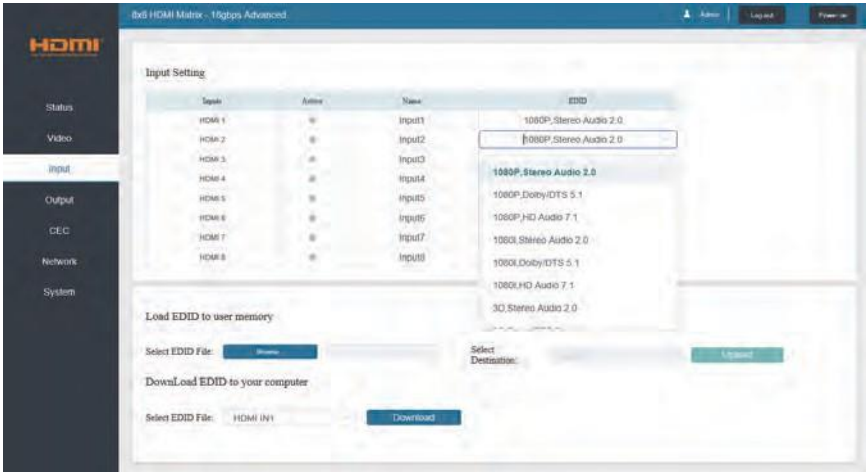 8x8 HDMI Matrix - 18gbps Advanced Admin Log out Power on
HDMI
Input Setting
Inputs Active Name EDID
Status
HDMI 1 Input1 1080P,Stereo Audio 2.0
Video
HDMI 2 Input2 1080P,Stereo Audio 2.0
Input
HDMI 3 Input3
HDMI 4 Input4 1080P,Stereo Audio 2.0
Output
HDMI 5 Input5 1080P,Dolby/DTS 5.1
HDMI 6 Input6 1080P,HD Audio 7.1
CEC
HDMI 7 Input7 1080I,Stereo Audio 2.0
Network
HDMI 8 Input8 1080I,Dolby/DTS 5.1
1080I,HD Audio 7.1
System
3D,Stereo Audio 2.0
Load EDID to user memory
Select EDID File: Browse Select Destination: Upload
DownLoad EDID to your computer
Select EDID File: HDMI IN1 Download